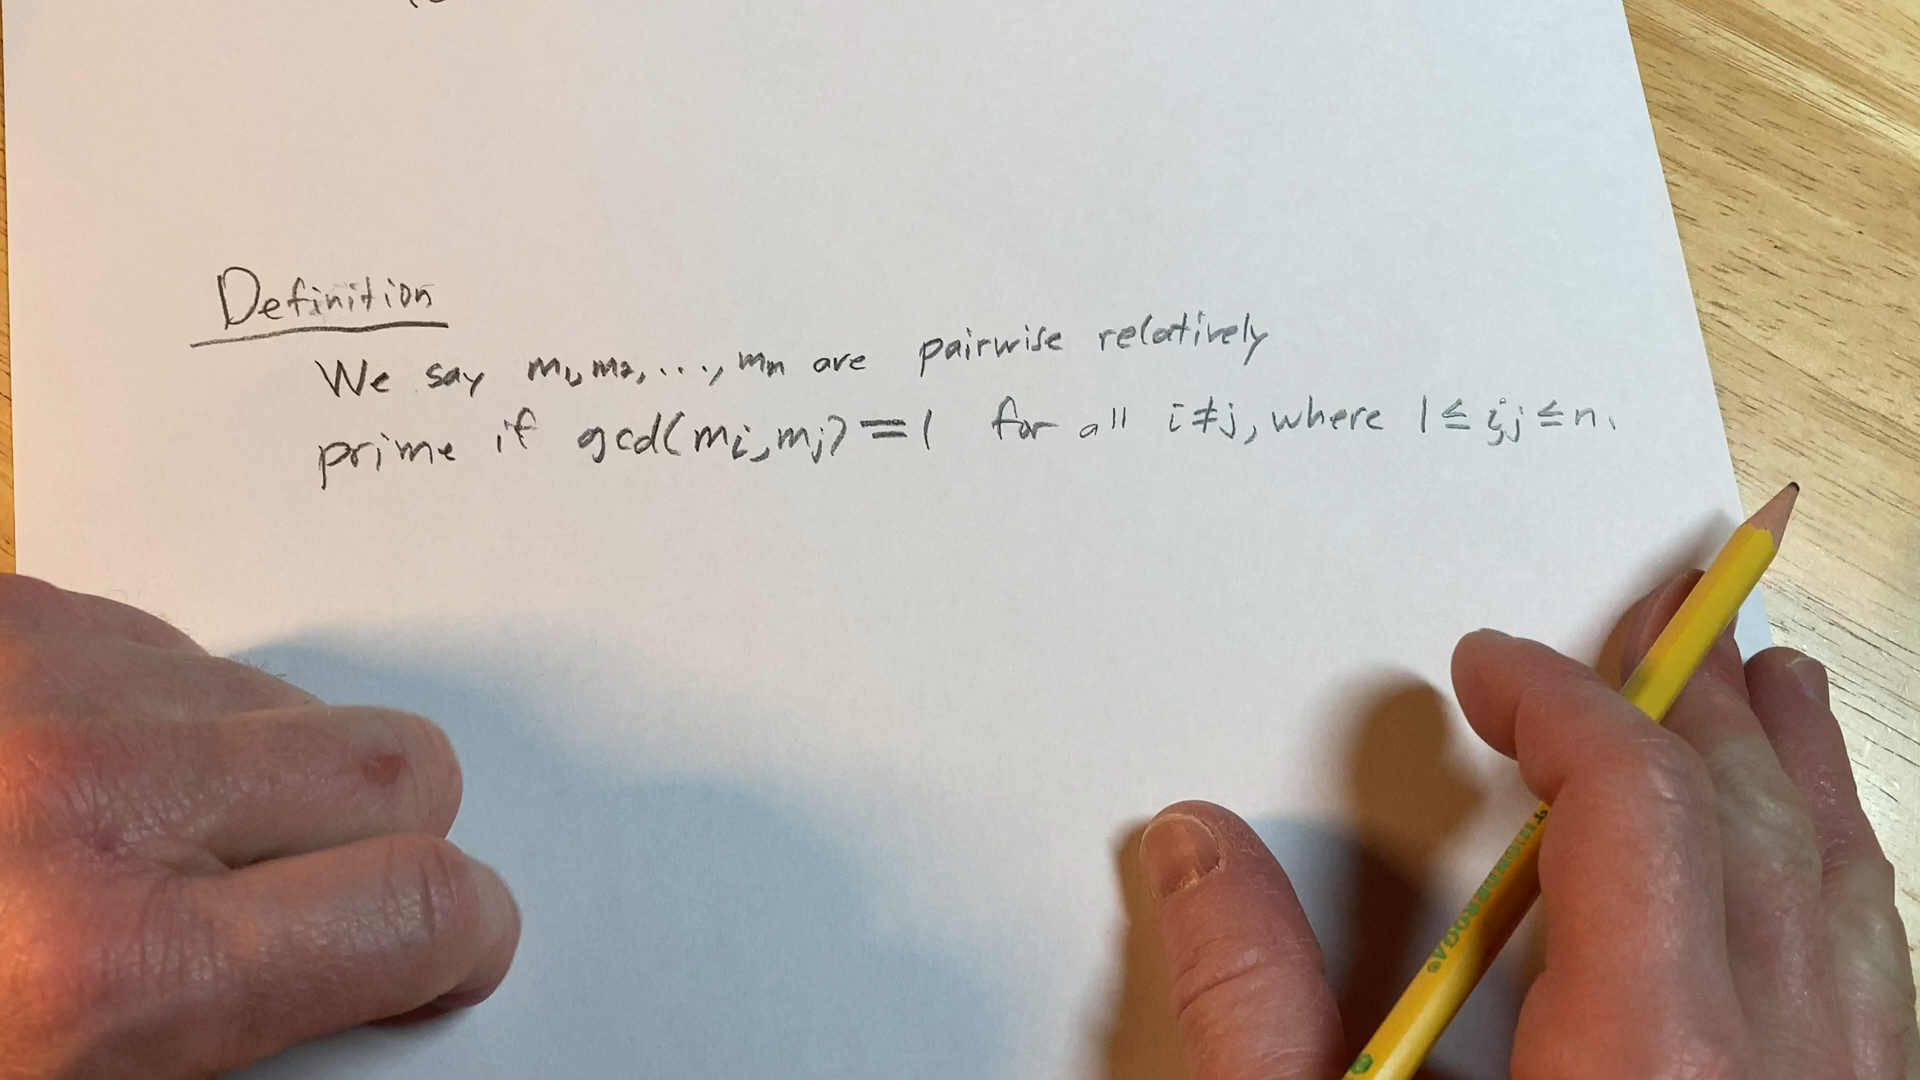 Definition
We say m₁, m₂, ..., mₙ are pairwise relatively
prime if gcd(mᵢ, mⱼ) = 1 for all i ≠ j, where 1 ≤ i, j ≤ n.
TICONDEROGA®